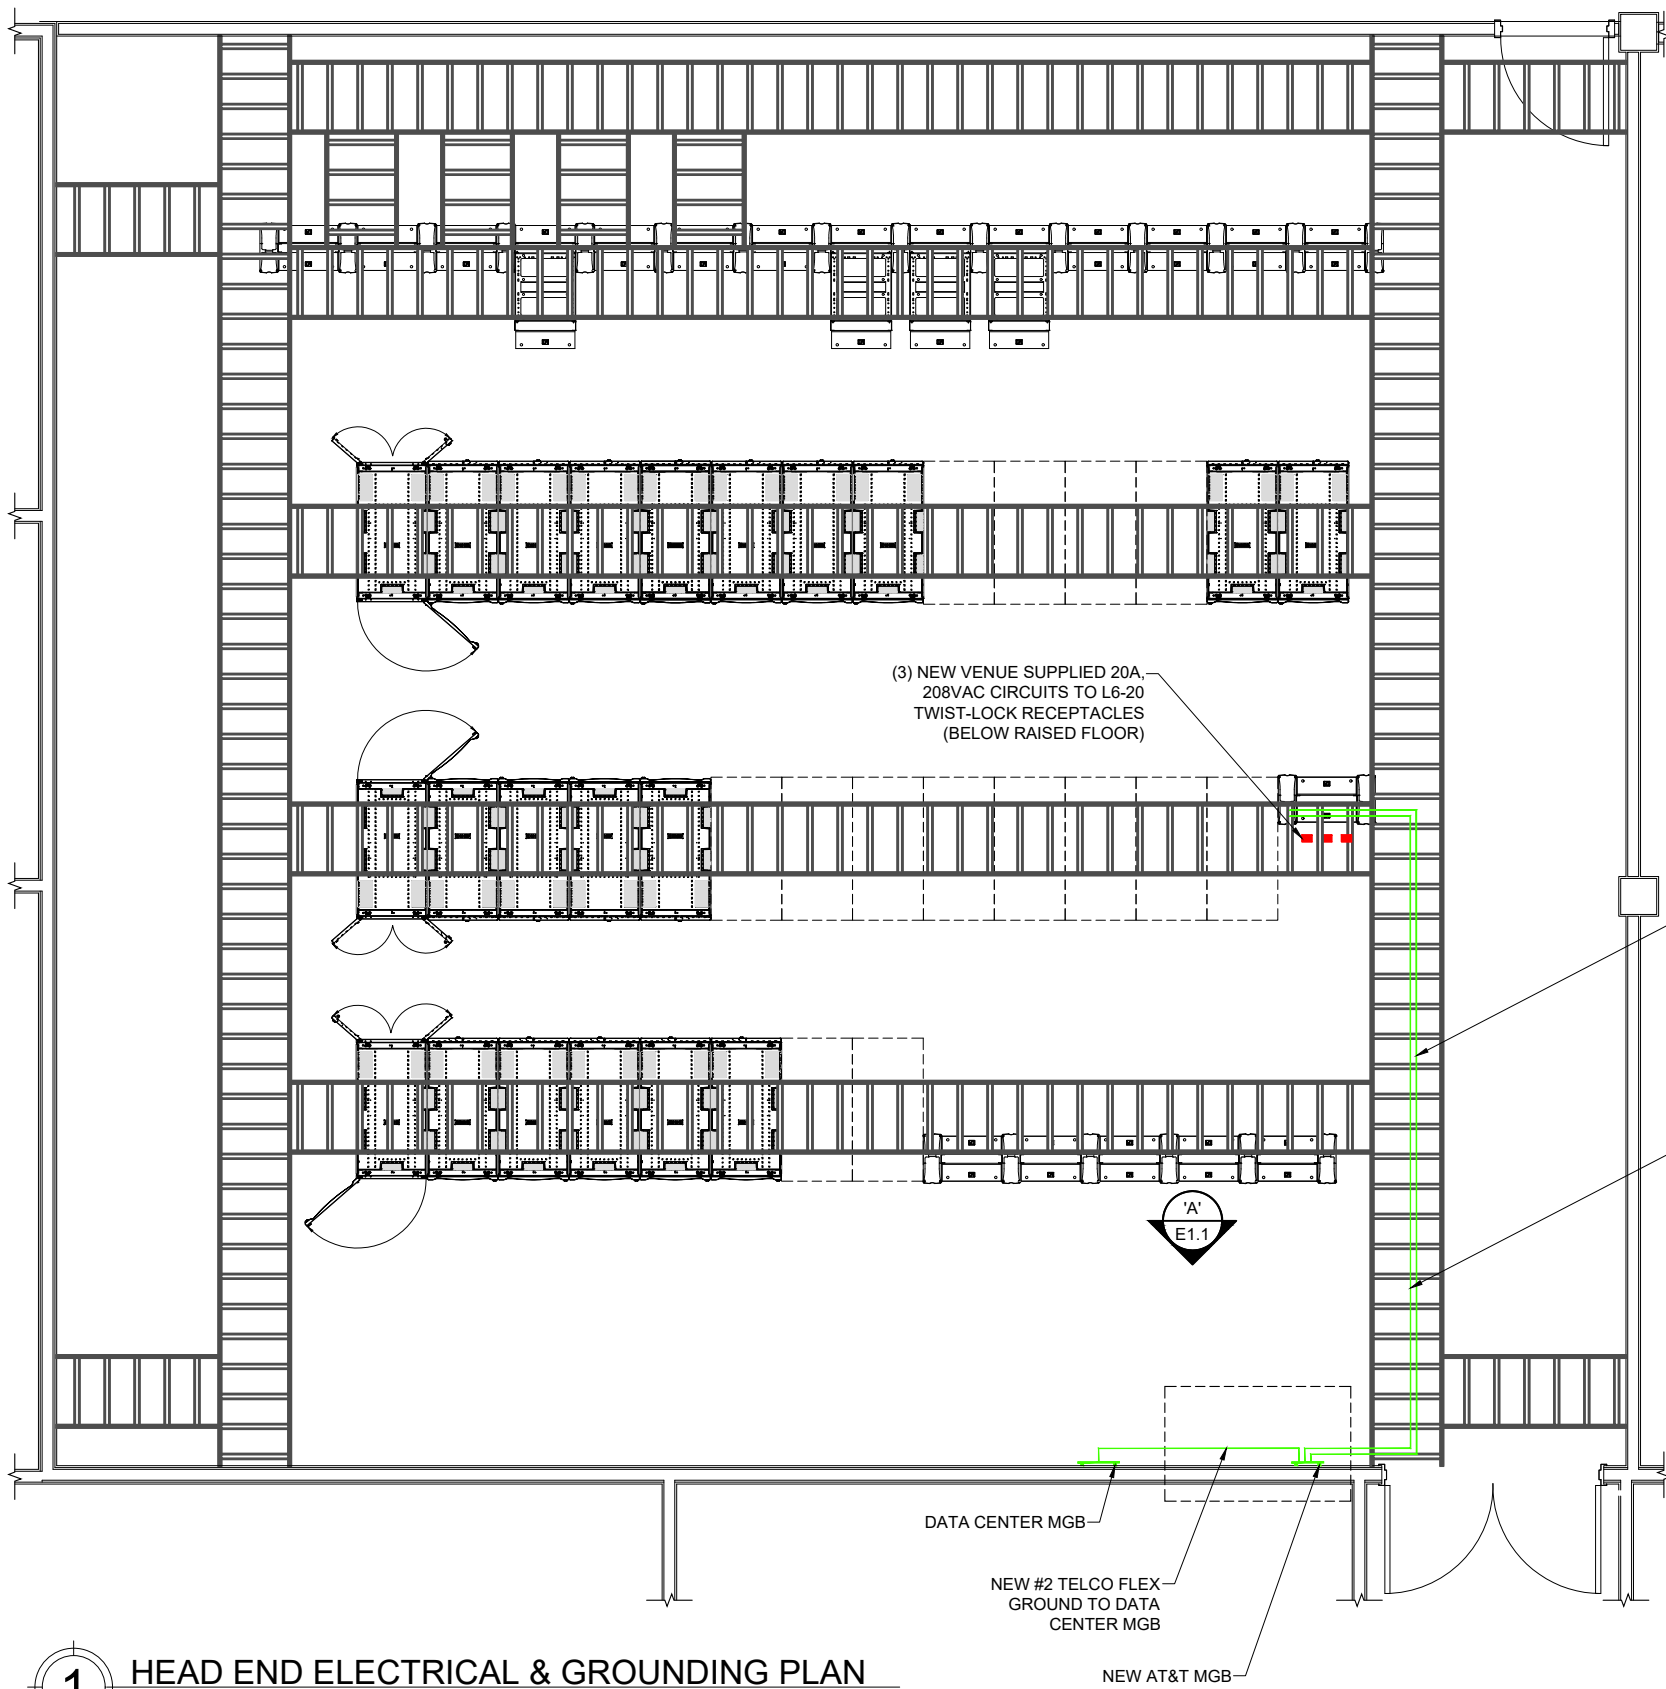 (3) NEW VENUE SUPPLIED 20A,
208VAC CIRCUITS TO L6-20
TWIST-LOCK RECEPTACLES
(BELOW RAISED FLOOR)
'A'
E1.1
DATA CENTER MGB
NEW #2 TELCO FLEX
GROUND TO DATA
CENTER MGB
NEW AT&T MGB
1
HEAD END ELECTRICAL & GROUNDING PLAN